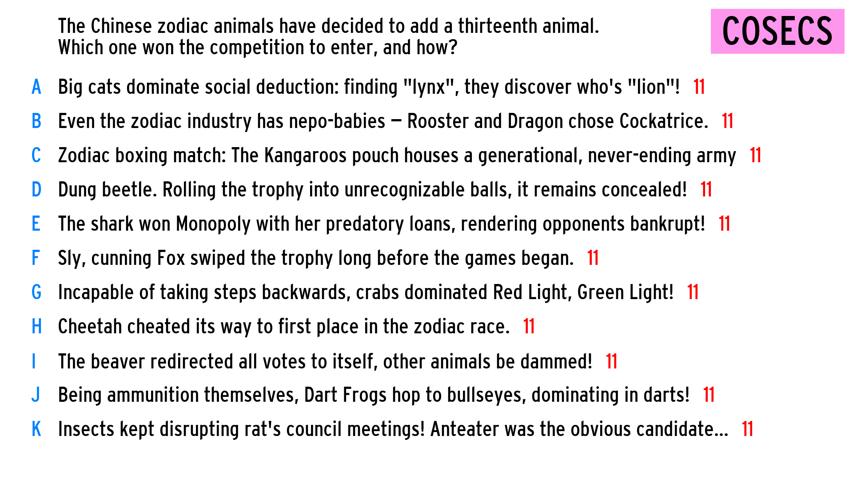 The Chinese zodiac animals have decided to add a thirteenth animal.
Which one won the competition to enter, and how?
COSECS
A Big cats dominate social deduction: finding "lynx", they discover who's "lion"! 11
B Even the zodiac industry has nepo-babies – Rooster and Dragon chose Cockatrice. 11
C Zodiac boxing match: The Kangaroos pouch houses a generational, never-ending army 11
D Dung beetle. Rolling the trophy into unrecognizable balls, it remains concealed! 11
E The shark won Monopoly with her predatory loans, rendering opponents bankrupt! 11
F Sly, cunning Fox swiped the trophy long before the games began. 11
G Incapable of taking steps backwards, crabs dominated Red Light, Green Light! 11
H Cheetah cheated its way to first place in the zodiac race. 11
I The beaver redirected all votes to itself, other animals be dammed! 11
J Being ammunition themselves, Dart Frogs hop to bullseyes, dominating in darts! 11
K Insects kept disrupting rat's council meetings! Anteater was the obvious candidate... 11